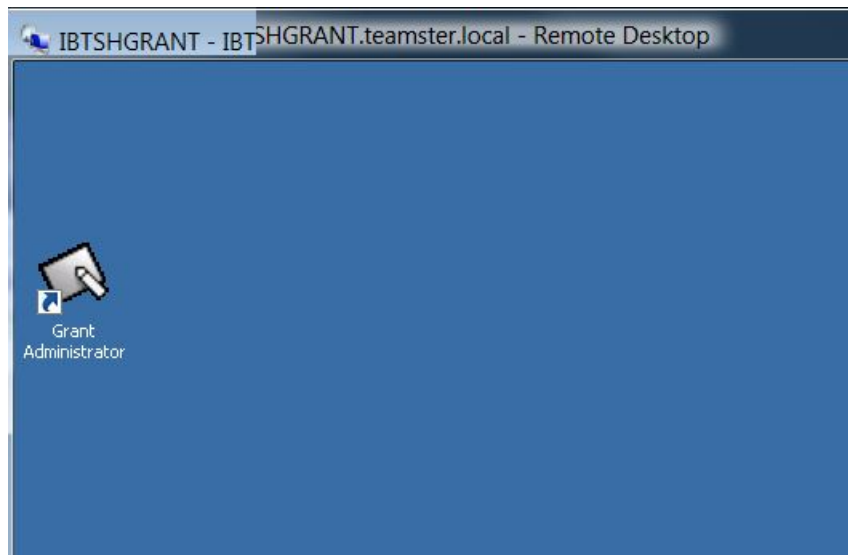 IBTSHGRANT - IBTSHGRANT.teamster.local - Remote Desktop
Grant
Administrator